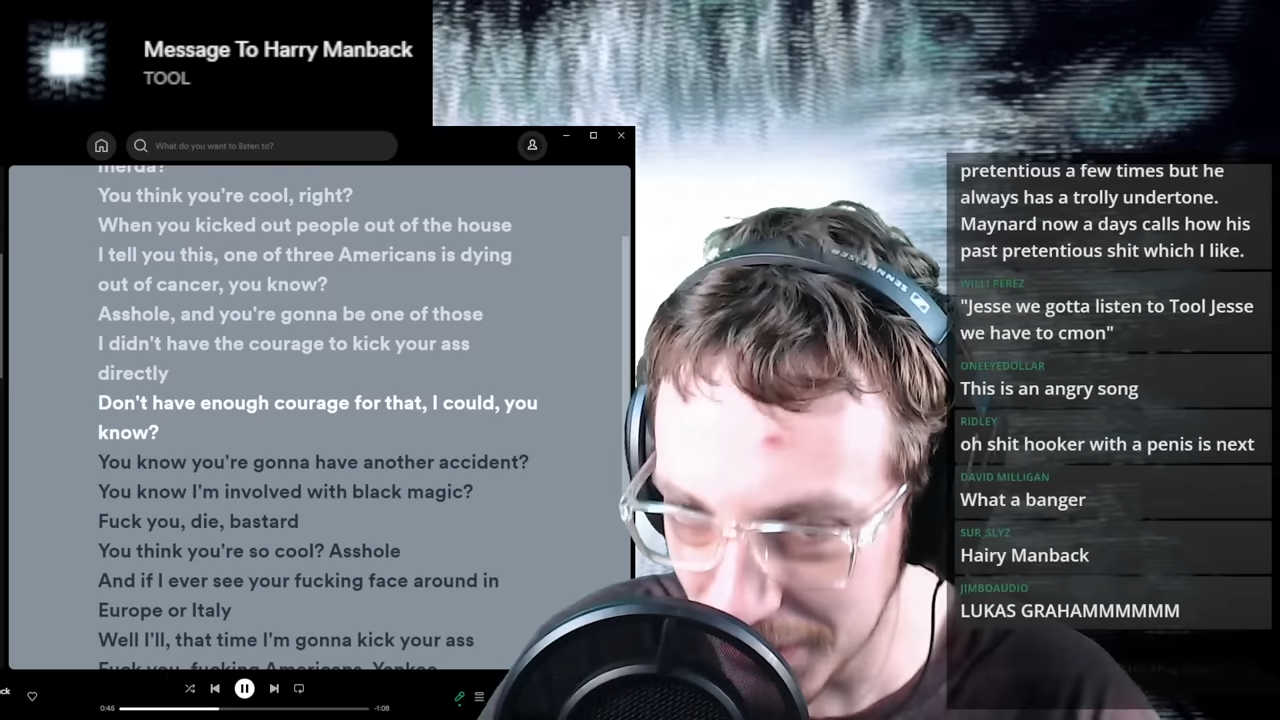 Message To Harry Manback
TOOL
What do you want to listen to?
merda?
You think you're cool, right?
When you kicked out people out of the house
I tell you this, one of three Americans is dying
out of cancer, you know?
Asshole, and you're gonna be one of those
I didn't have the courage to kick your ass
directly
Don't have enough courage for that, I could, you
know?
You know you're gonna have another accident?
You know I'm involved with black magic?
Fuck you, die, bastard
You think you're so cool? Asshole
And if I ever see your fucking face around in
Europe or Italy
Well I'll, that time I'm gonna kick your ass
Fuck you, fucking Americans, Yankee
ck
0:46
-1:08
SENNHEISER
pretentious a few times but he
always has a trolly undertone.
Maynard now a days calls how his
past pretentious shit which I like.
WILLI PEREZ
"Jesse we gotta listen to Tool Jesse
we have to cmon"
ONEEYEDOLLAR
This is an angry song
RIDLEY
oh shit hooker with a penis is next
DAVID MILLIGAN
What a banger
SUR_SLYZ
Hairy Manback
JIMBOAUDIO
LUKAS GRAHAMMMMMM